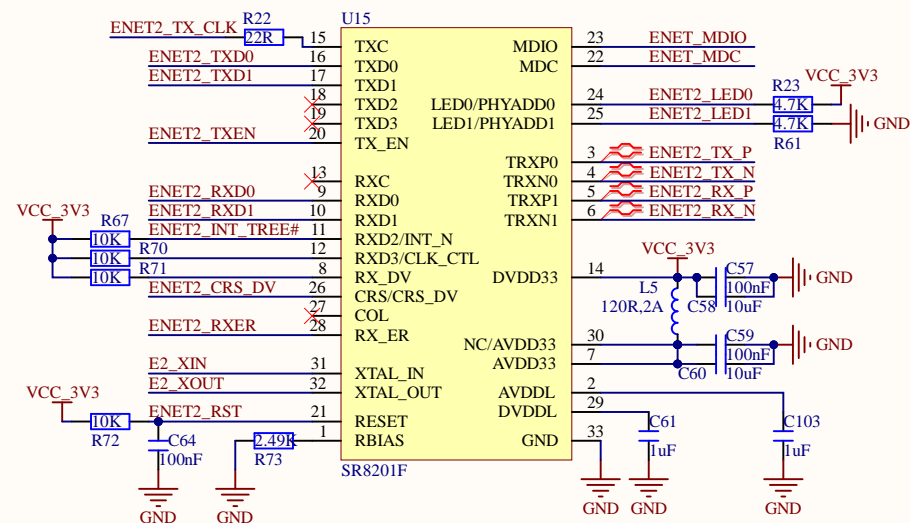 R22
U15
ENET2_TX_CLK
22R
15
TXC
MDIO
23
ENET_MDIO
ENET2_TXD0
16
TXD0
MDC
22
ENET_MDC
ENET2_TXD1
17
TXD1
R23
VCC_3V3
18
TXD2
LED0/PHYADD0
24
ENET2_LED0
4.7K
19
TXD3
LED1/PHYADD1
25
ENET2_LED1
4.7K
GND
ENET2_TXEN
20
TX_EN
R61
TRXP0
3
ENET2_TX_P
13
RXC
TRXN0
4
ENET2_TX_N
ENET2_RXD0
9
RXD0
TRXP1
5
ENET2_RX_P
VCC_3V3
ENET2_RXD1
10
RXD1
TRXN1
6
ENET2_RX_N
R67
10K
ENET2_INT_TREE#
11
RXD2/INT_N
10K
R70
12
RXD3/CLK_CTL
VCC_3V3
10K
R71
8
RX_DV
DVDD33
14
C57
100nF
GND
ENET2_CRS_DV
26
CRS/CRS_DV
L5
120R,2A
C58
10uF
27
COL
ENET2_RXER
28
RX_ER
NC/AVDD33
30
C59
100nF
GND
AVDD33
7
C60
10uF
E2_XIN
31
XTAL_IN
E2_XOUT
32
XTAL_OUT
AVDDL
2
VCC_3V3
DVDDL
29
10K
R72
ENET2_RST
21
RESET
C61
1uF
C103
1uF
C64
100nF
2.49K
R73
1
RBIAS
GND
33
SR8201F
GND
GND
GND
GND
GND